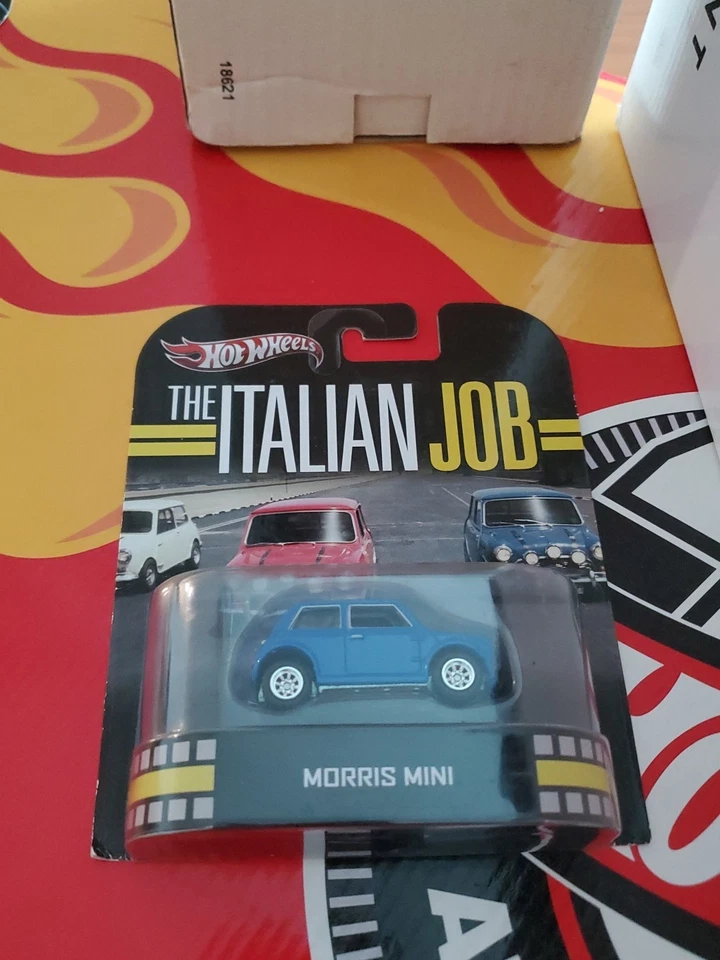 18621
HOT WHEELS
THE ITALIAN JOB
MORRIS MINI